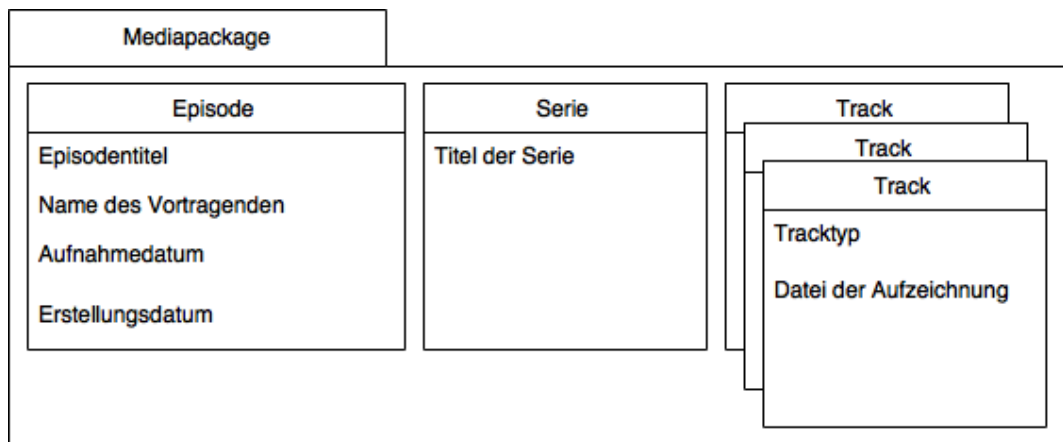 Mediapackage
Episode
Episodentitel
Name des Vortragenden
Aufnahmedatum
Erstellungsdatum
Serie
Titel der Serie
Track
Track
Track
Tracktyp
Datei der Aufzeichnung